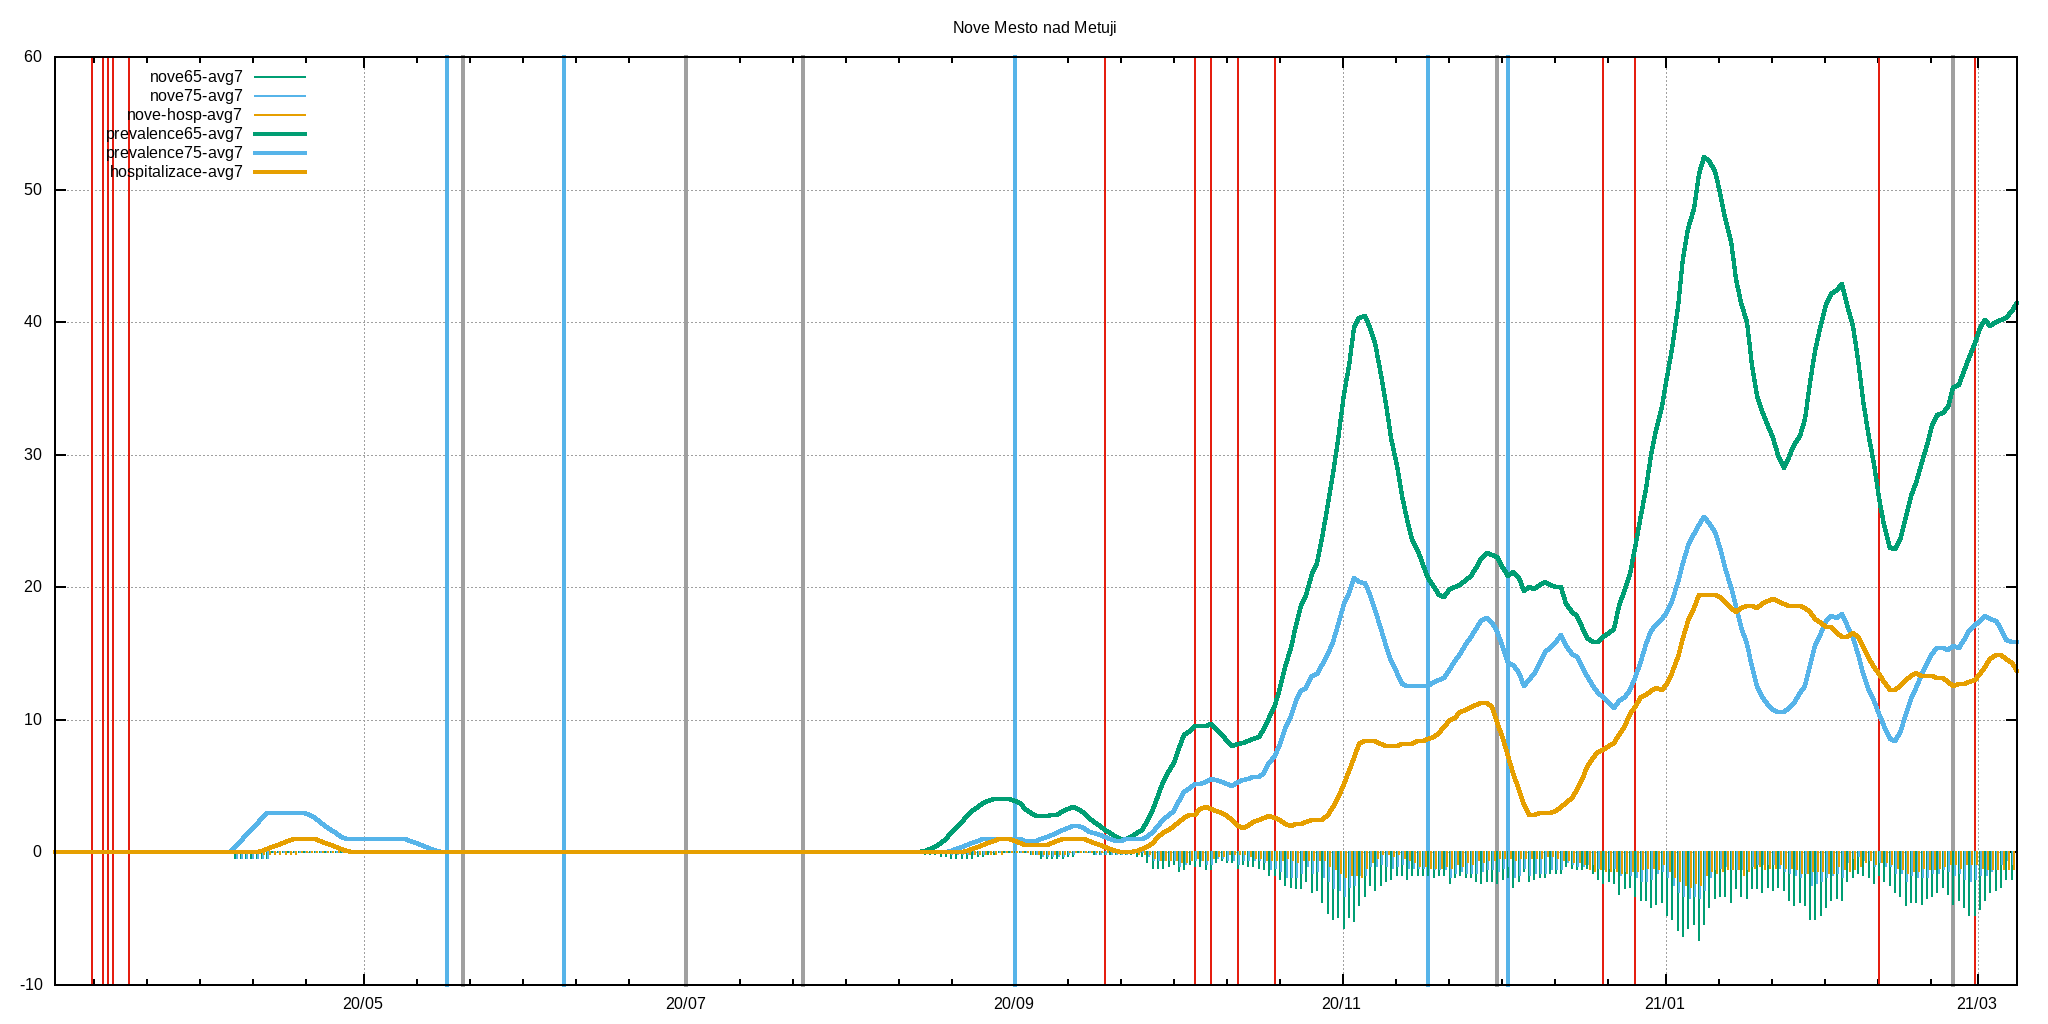 Nove Mesto nad Metuji
60
nove65-avg7
nove75-avg7
nove-hosp-avg7
prevalence65-avg7
prevalence75-avg7
hospitalizace-avg7
50
40
30
20
10
0
-10
20/05 20/07 20/09 20/11 21/01 21/03